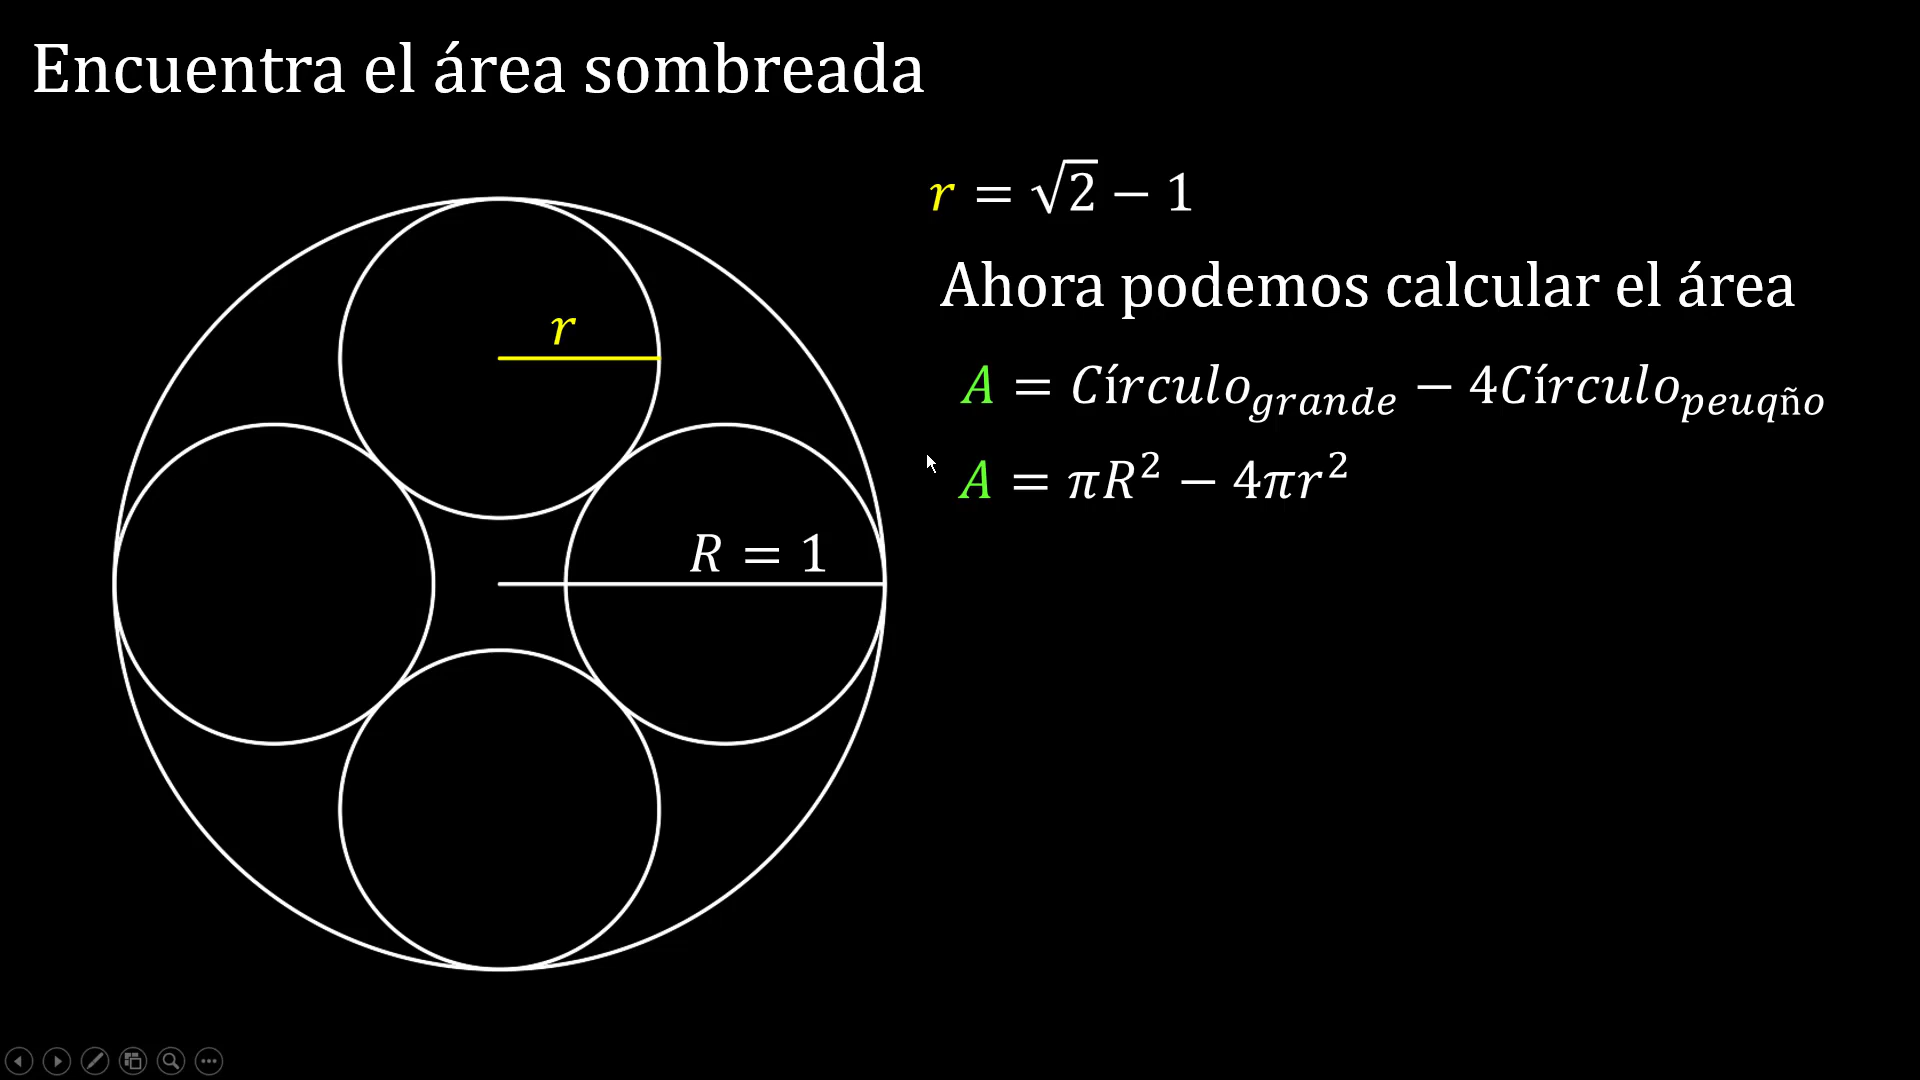 Encuentra el área sombreada
r = √2 − 1
Ahora podemos calcular el área
A = Círculo_grande − 4Círculo_peuqño
A = πR² − 4πr²
r
R = 1